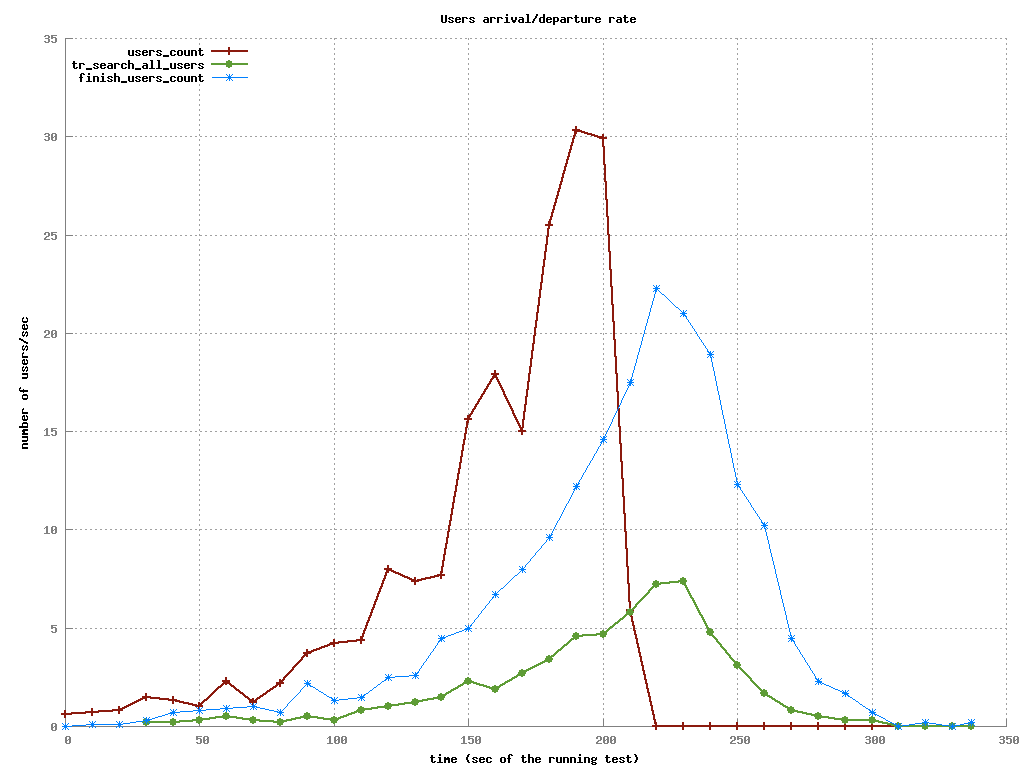 Users arrival/departure rate
35
users_count
tr_search_all_users
finish_users_count
30
25
20
number of users/sec
15
10
5
0
0 50 100 150 200 250 300 350
time (sec of the running test)